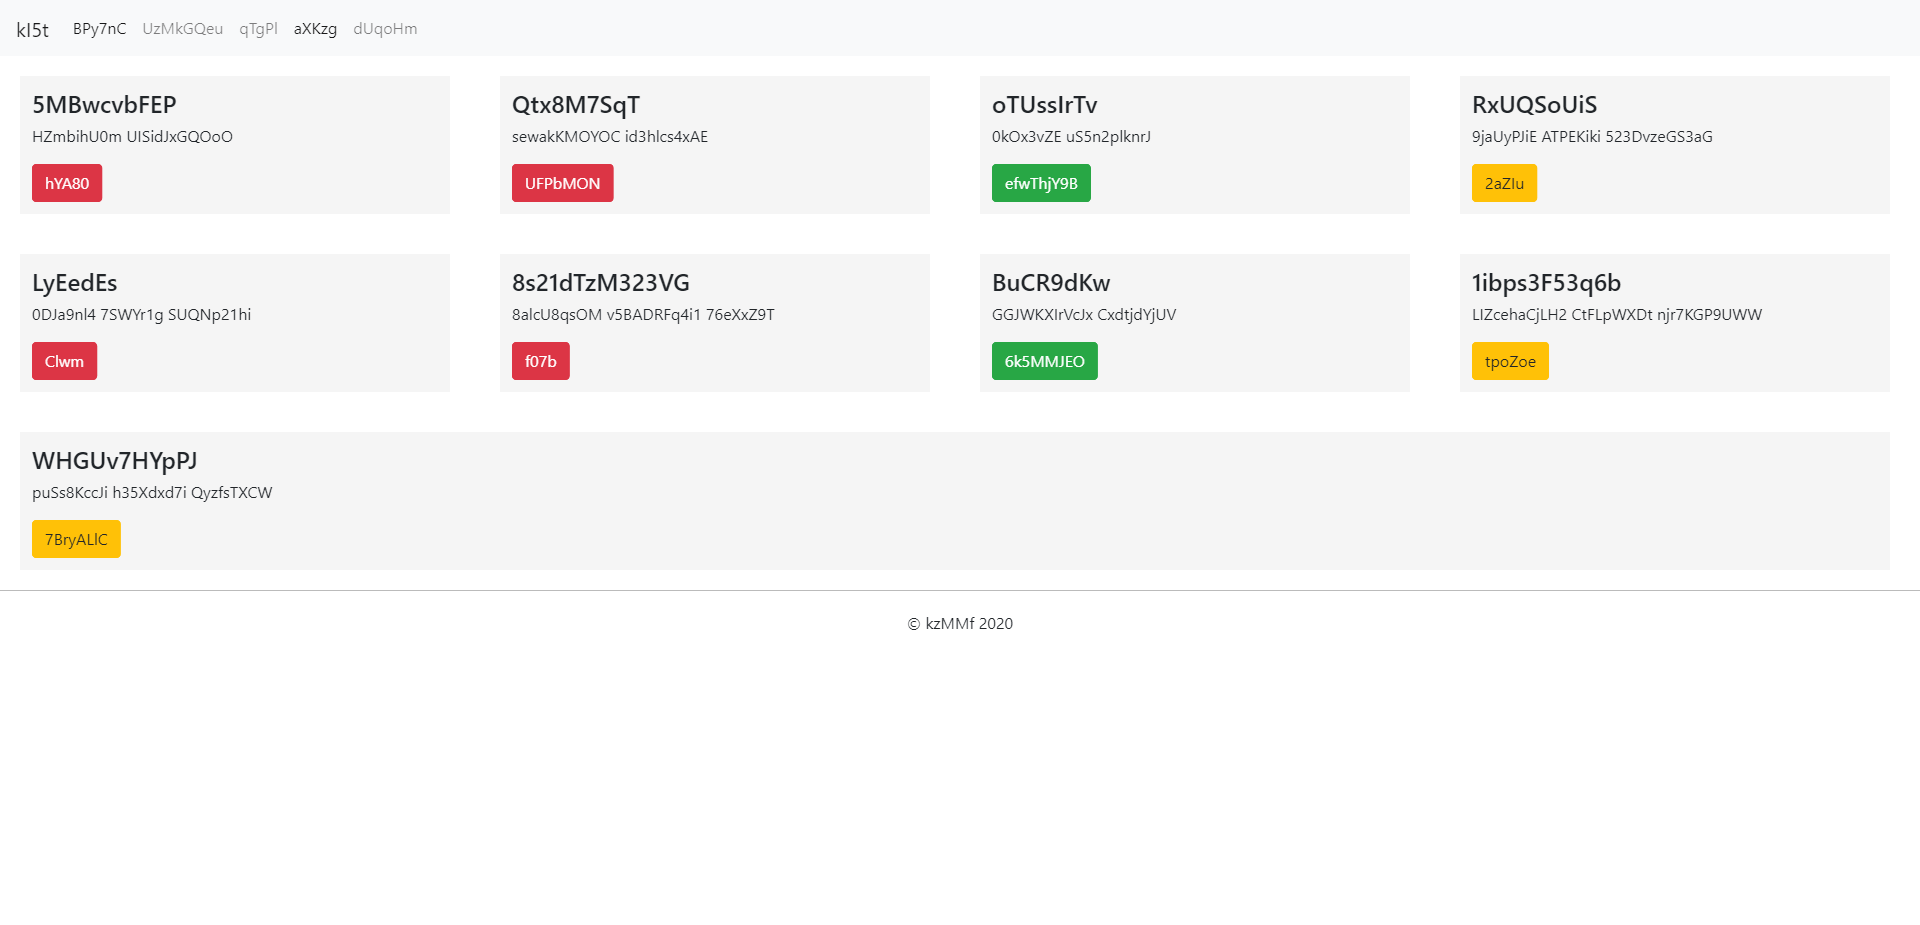 kI5t BPy7nC UzMkGQeu qTgPl aXKzg dUqoHm
5MBwcvbFEP
HZmbihU0m UISidJxGQOoO
hYA80
Qtx8M7SqT
sewakKMOYOC id3hlcs4xAE
UFPbMON
oTUssIrTv
0kOx3vZE uS5n2plknrJ
efwThjY9B
RxUQSoUiS
9jaUyPJiE ATPEKiki 523DvzeGS3aG
2aZIu
LyEedEs
0DJa9nl4 7SWYr1g SUQNp21hi
Clwm
8s21dTzM323VG
8alcU8qsOM v5BADRFq4i1 76eXxZ9T
f07b
BuCR9dKw
GGJWKXIrVcJx CxdtjdYjUV
6k5MMJEO
1ibps3F53q6b
LIZcehaCjLH2 CtFLpWXDt njr7KGP9UWW
tpoZoe
WHGUv7HYpPJ
puSs8KccJi h35Xdxd7i QyzfsTXCW
7BryALlC
© kzMMf 2020